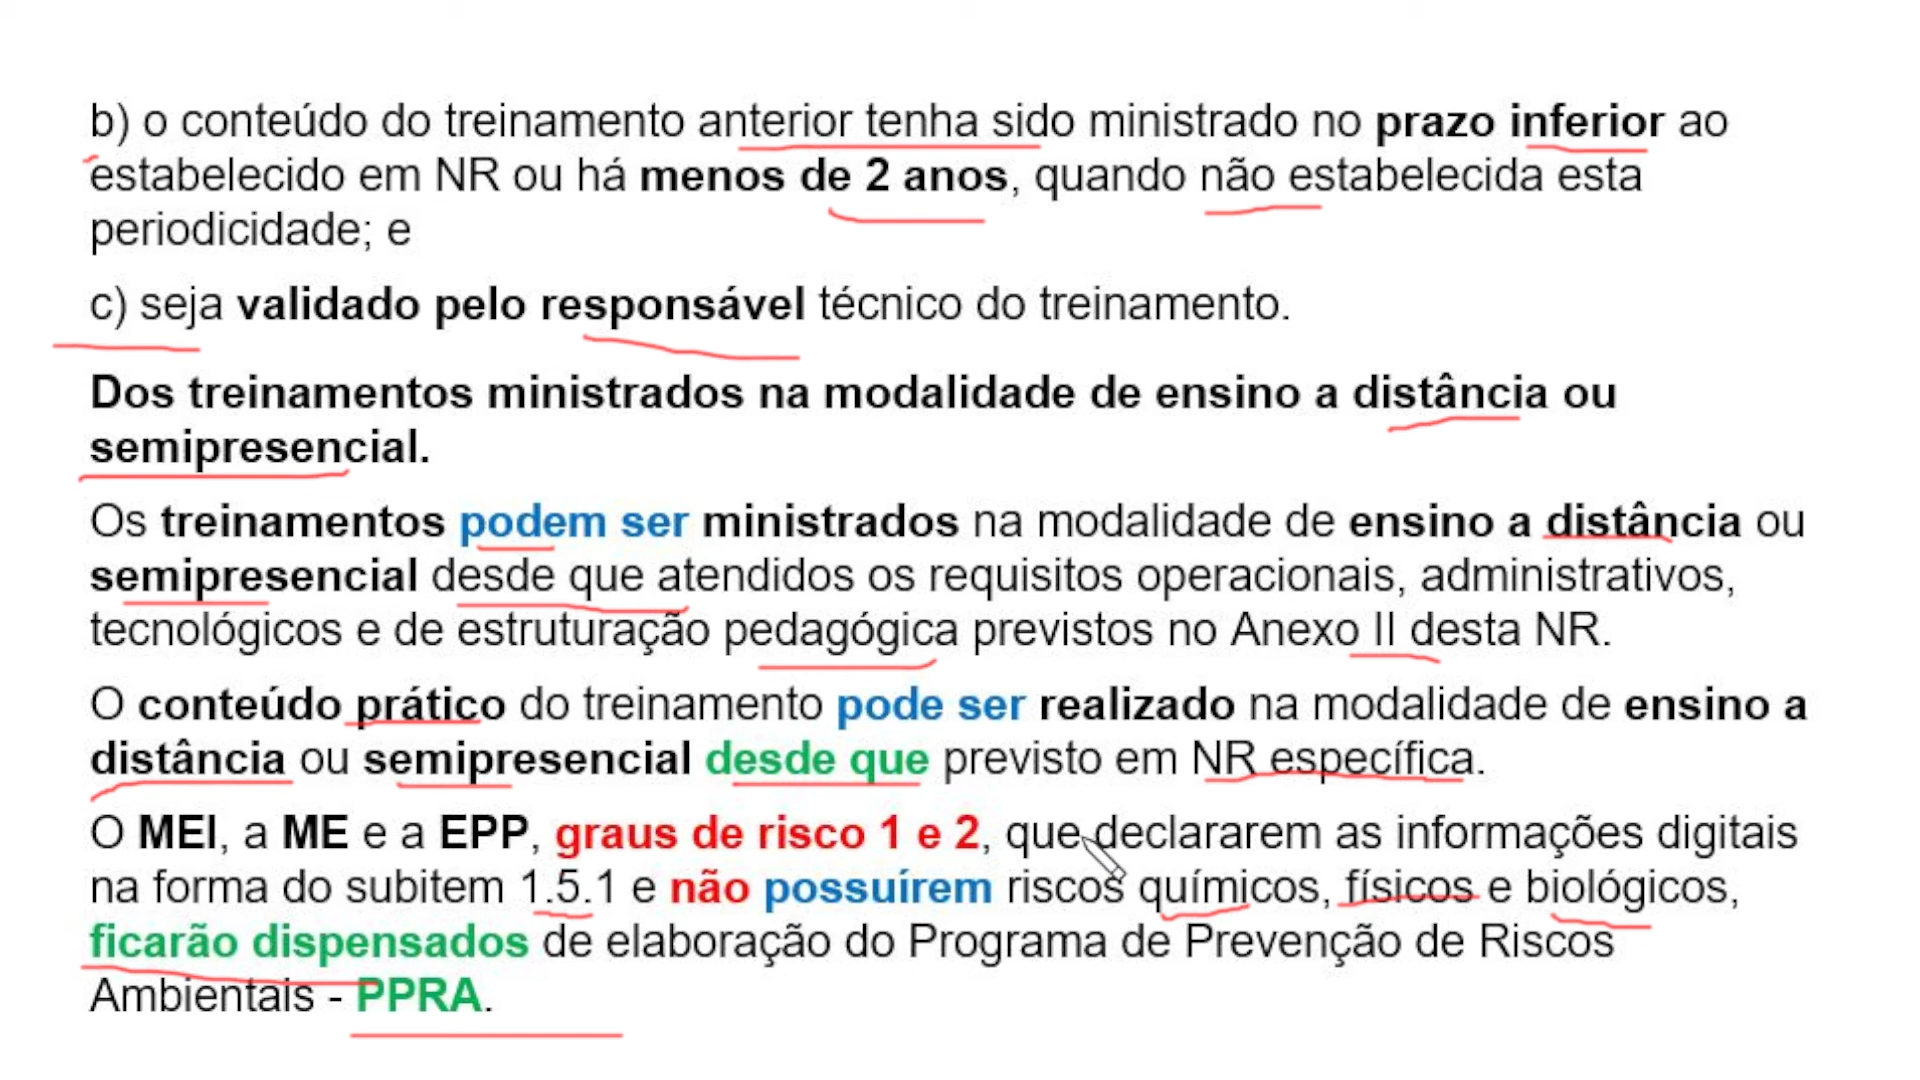 b) o conteúdo do treinamento anterior tenha sido ministrado no prazo inferior ao
estabelecido em NR ou há menos de 2 anos, quando não estabelecida esta
periodicidade; e
c) seja validado pelo responsável técnico do treinamento.
Dos treinamentos ministrados na modalidade de ensino a distância ou
semipresencial.
Os treinamentos podem ser ministrados na modalidade de ensino a distância ou
semipresencial desde que atendidos os requisitos operacionais, administrativos,
tecnológicos e de estruturação pedagógica previstos no Anexo II desta NR.
O conteúdo prático do treinamento pode ser realizado na modalidade de ensino a
distância ou semipresencial desde que previsto em NR específica.
O MEI, a ME e a EPP, graus de risco 1 e 2, que declararem as informações digitais
na forma do subitem 1.5.1 e não possuírem riscos químicos, físicos e biológicos,
ficarão dispensados de elaboração do Programa de Prevenção de Riscos
Ambientais - PPRA.